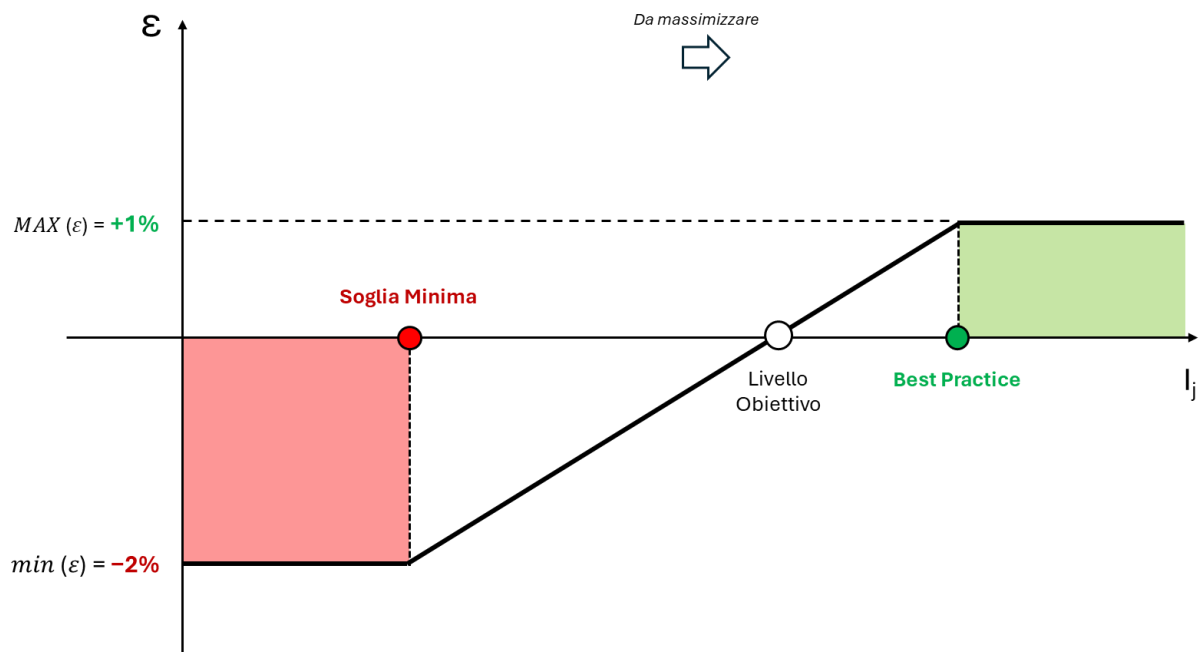 Da massimizzare
ε
MAX (ε) = +1%
Soglia Minima
Livello
Obiettivo
Best Practice
I_j
min (ε) = −2%